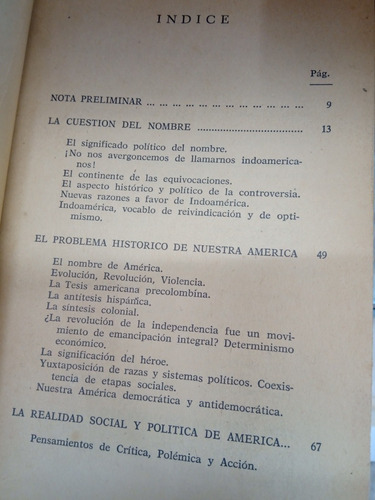 INDICE
Pág.
NOTA PRELIMINAR ... ... ... ... ... ... ... ... ... ... ... 9
LA CUESTION DEL NOMBRE .................................... 13
El significado político del nombre.
¡No nos avergoncemos de llamarnos indoamerica-
nos!
El continente de las equivocaciones.
El aspecto histórico y político de la controversia.
Nuevas razones a favor de Indoamérica.
Indoamérica, vocablo de reivindicación y de opti-
mismo.
EL PROBLEMA HISTORICO DE NUESTRA AMERICA 49
El nombre de América.
Evolución, Revolución, Violencia.
La Tesis americana precolombina.
La antítesis hispánica.
La síntesis colonial.
¿La revolución de la independencia fue un movi-
miento de emancipación integral? Determinismo
económico.
La significación del héroe.
Yuxtaposición de razas y sistemas políticos. Coexis-
tencia de etapas sociales.
Nuestra América democrática y antidemocrática.
LA REALIDAD SOCIAL Y POLITICA DE AMERICA... 67
Pensamientos de Crítica, Polémica y Acción.